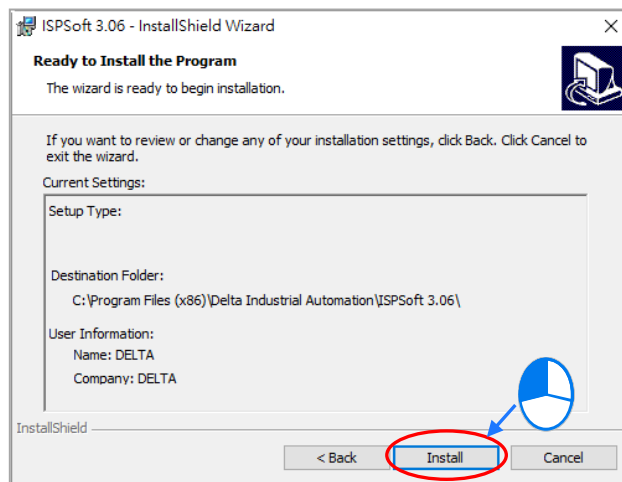 ISPSoft 3.06 - InstallShield Wizard
Ready to Install the Program
The wizard is ready to begin installation.
If you want to review or change any of your installation settings, click Back. Click Cancel to
exit the wizard.
Current Settings:
Setup Type:
Destination Folder:
C:\Program Files (x86)\Delta Industrial Automation\ISPSoft 3.06\
User Information:
Name: DELTA
Company: DELTA
InstallShield
< Back Install Cancel